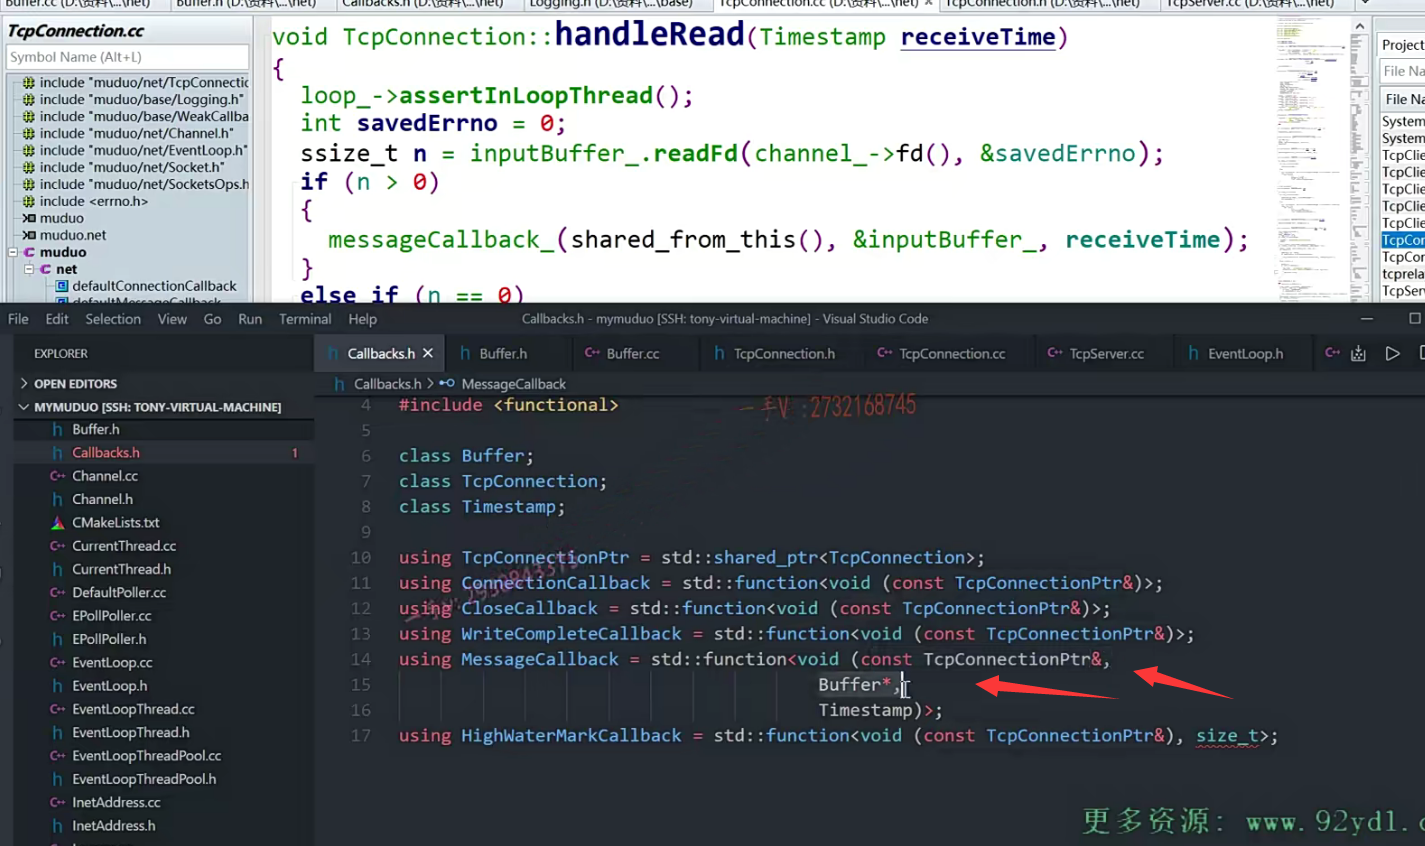 Buffer.cc (D:\资料\...\net)
Buffer.h (D:\资料\...\net)
Callbacks.h (D:\资料\...\net)
Logging.h (D:\资料\...\base)
TcpConnection.cc (D:\资料\...\net)
TcpConnection.h (D:\资料\...\net)
TcpServer.cc (D:\资料\...\net)
TcpConnection.cc
Symbol Name (Alt+L)
include "muduo/net/TcpConnectic
include "muduo/base/Logging.h"
include "muduo/base/WeakCallba
include "muduo/net/Channel.h"
include "muduo/net/EventLoop.h"
include "muduo/net/Socket.h"
include "muduo/net/SocketsOps.h
include <errno.h>
muduo
muduo.net
muduo
net
defaultConnectionCallback
defaultMessageCallback
void TcpConnection::handleRead(Timestamp receiveTime)
{
loop_->assertInLoopThread();
int savedErrno = 0;
ssize_t n = inputBuffer_.readFd(channel_->fd(), &savedErrno);
if (n > 0)
{
messageCallback_(shared_from_this(), &inputBuffer_, receiveTime);
}
else if (n == 0)
Project
File Na
File Na
System
System
TcpClie
TcpClie
TcpClie
TcpClie
TcpClie
TcpCor
TcpCor
tcprela
TcpServ
File Edit Selection View Go Run Terminal Help
Callbacks.h - mymuduo [SSH: tony-virtual-machine] - Visual Studio Code
EXPLORER
Callbacks.h
Buffer.h
Buffer.cc
TcpConnection.h
TcpConnection.cc
TcpServer.cc
EventLoop.h
OPEN EDITORS
MYMUDUO [SSH: TONY-VIRTUAL-MACHINE]
Buffer.h
Callbacks.h 1
Channel.cc
Channel.h
CMakeLists.txt
CurrentThread.cc
CurrentThread.h
DefaultPoller.cc
EPollPoller.cc
EPollPoller.h
EventLoop.cc
EventLoop.h
EventLoopThread.cc
EventLoopThread.h
EventLoopThreadPool.cc
EventLoopThreadPool.h
InetAddress.cc
InetAddress.h
Callbacks.h > MessageCallback
4 #include <functional>
一手V :2732168745
5
6 class Buffer;
7 class TcpConnection;
8 class Timestamp;
9
10 using TcpConnectionPtr = std::shared_ptr<TcpConnection>;
11 using ConnectionCallback = std::function<void (const TcpConnectionPtr&)>;
12 using CloseCallback = std::function<void (const TcpConnectionPtr&)>;
13 using WriteCompleteCallback = std::function<void (const TcpConnectionPtr&)>;
14 using MessageCallback = std::function<void (const TcpConnectionPtr&,
15 Buffer*,
16 Timestamp)>;
17 using HighWaterMarkCallback = std::function<void (const TcpConnectionPtr&), size_t>;
更多资源: www.92ydl.c